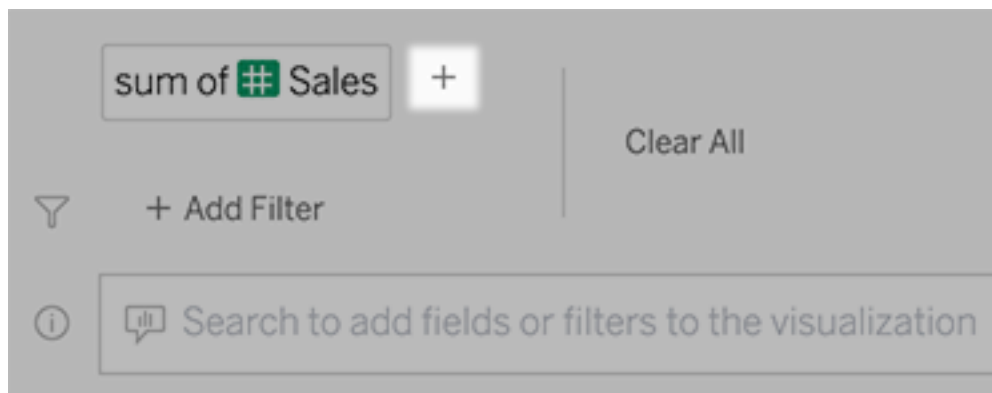 sum of # Sales +
Clear All
+ Add Filter
Search to add fields or filters to the visualization